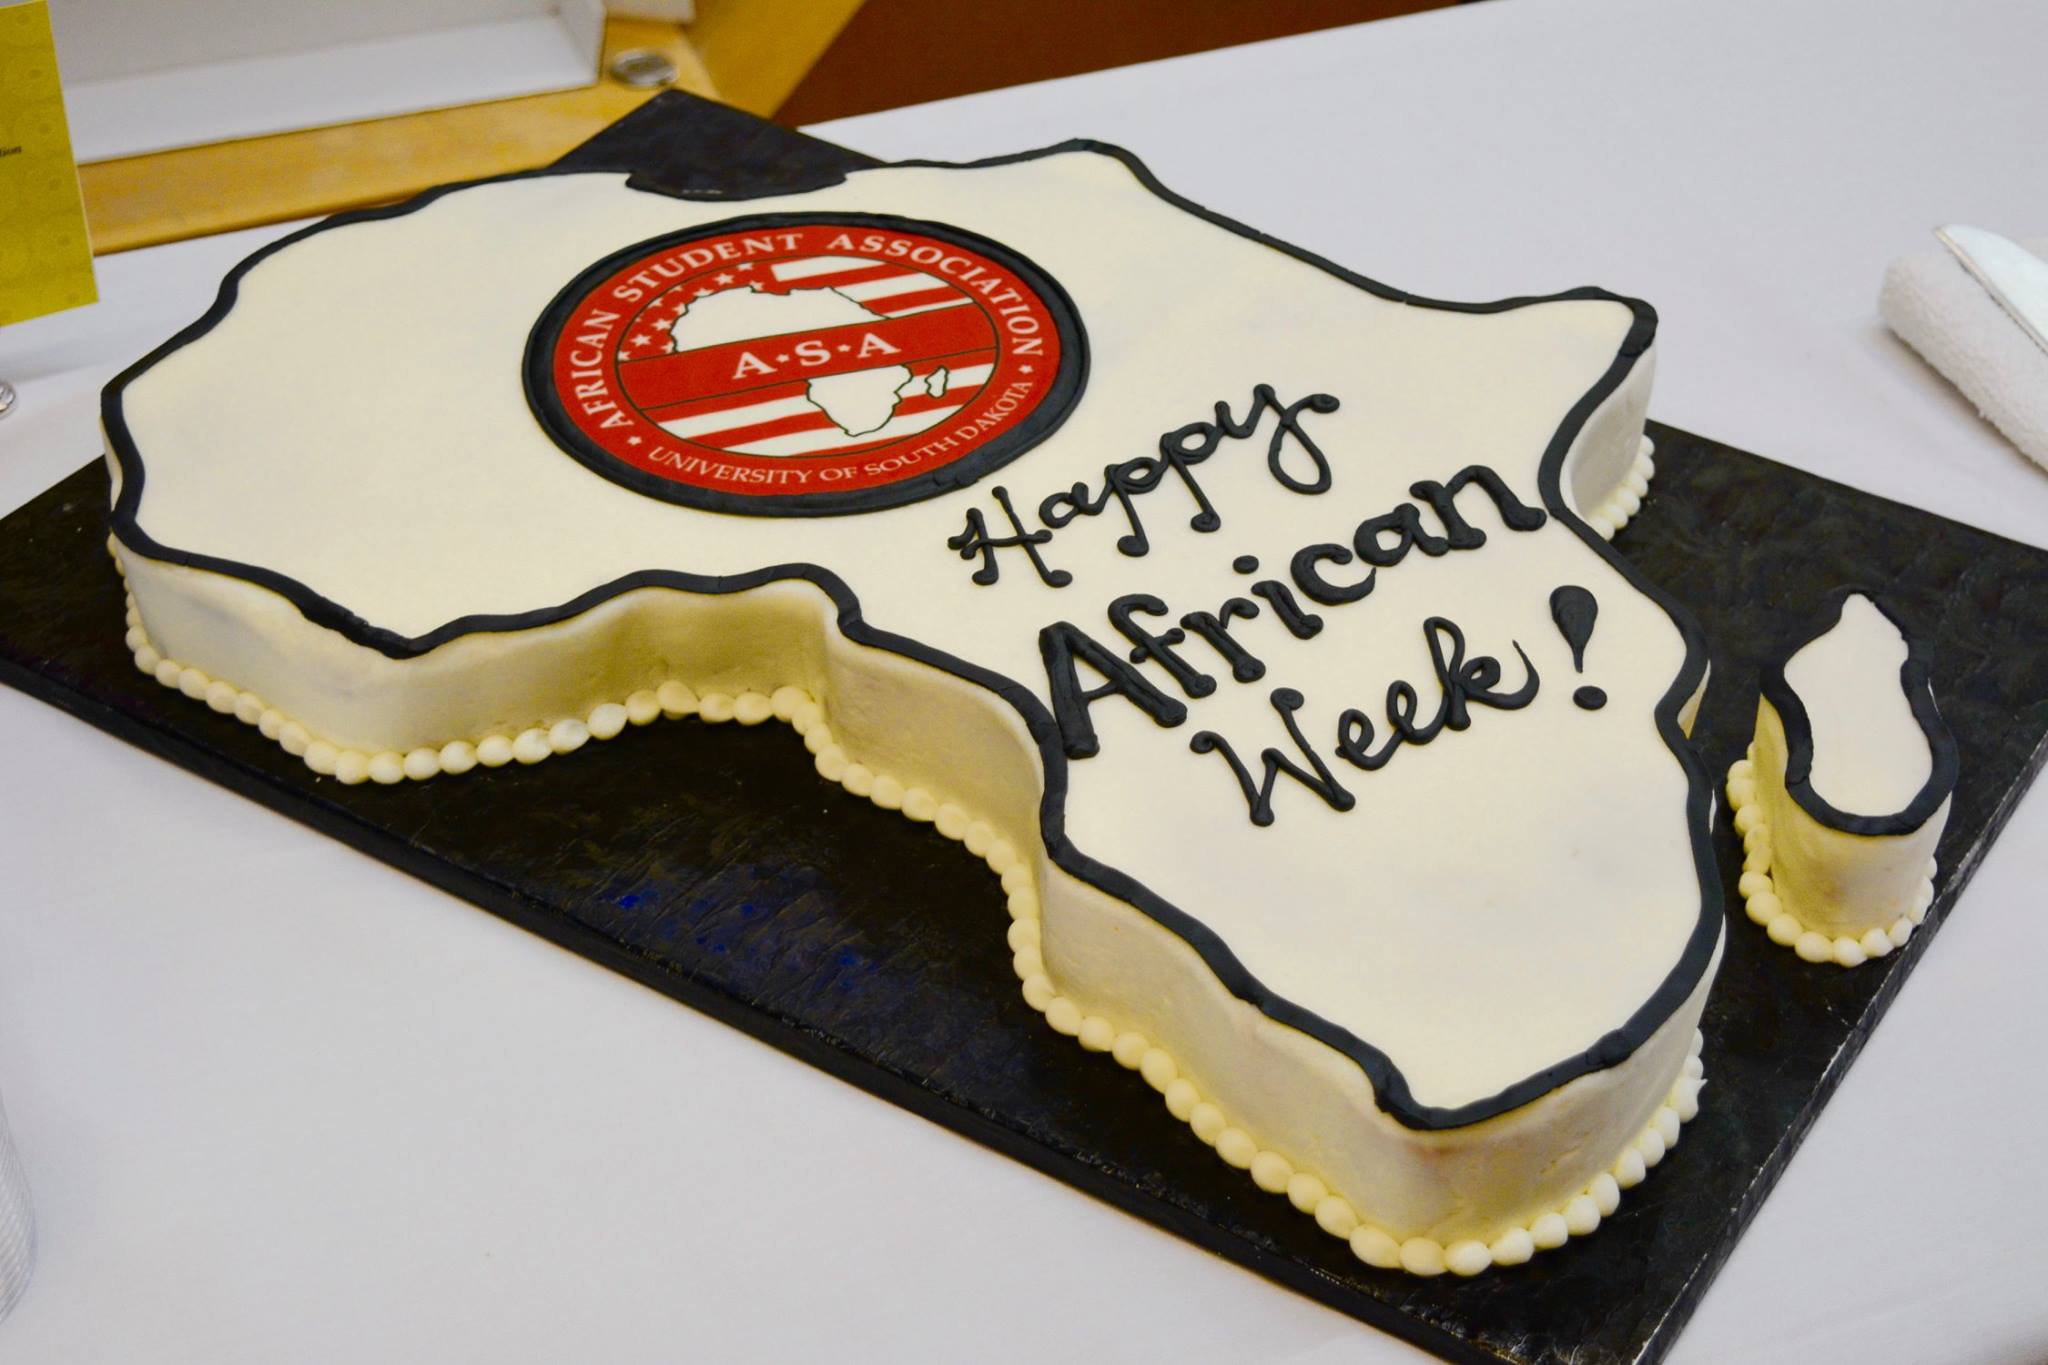 AFRICAN STUDENT ASSOCIATION
A★S★A
UNIVERSITY OF SOUTH DAKOTA
Happy
African
Week!